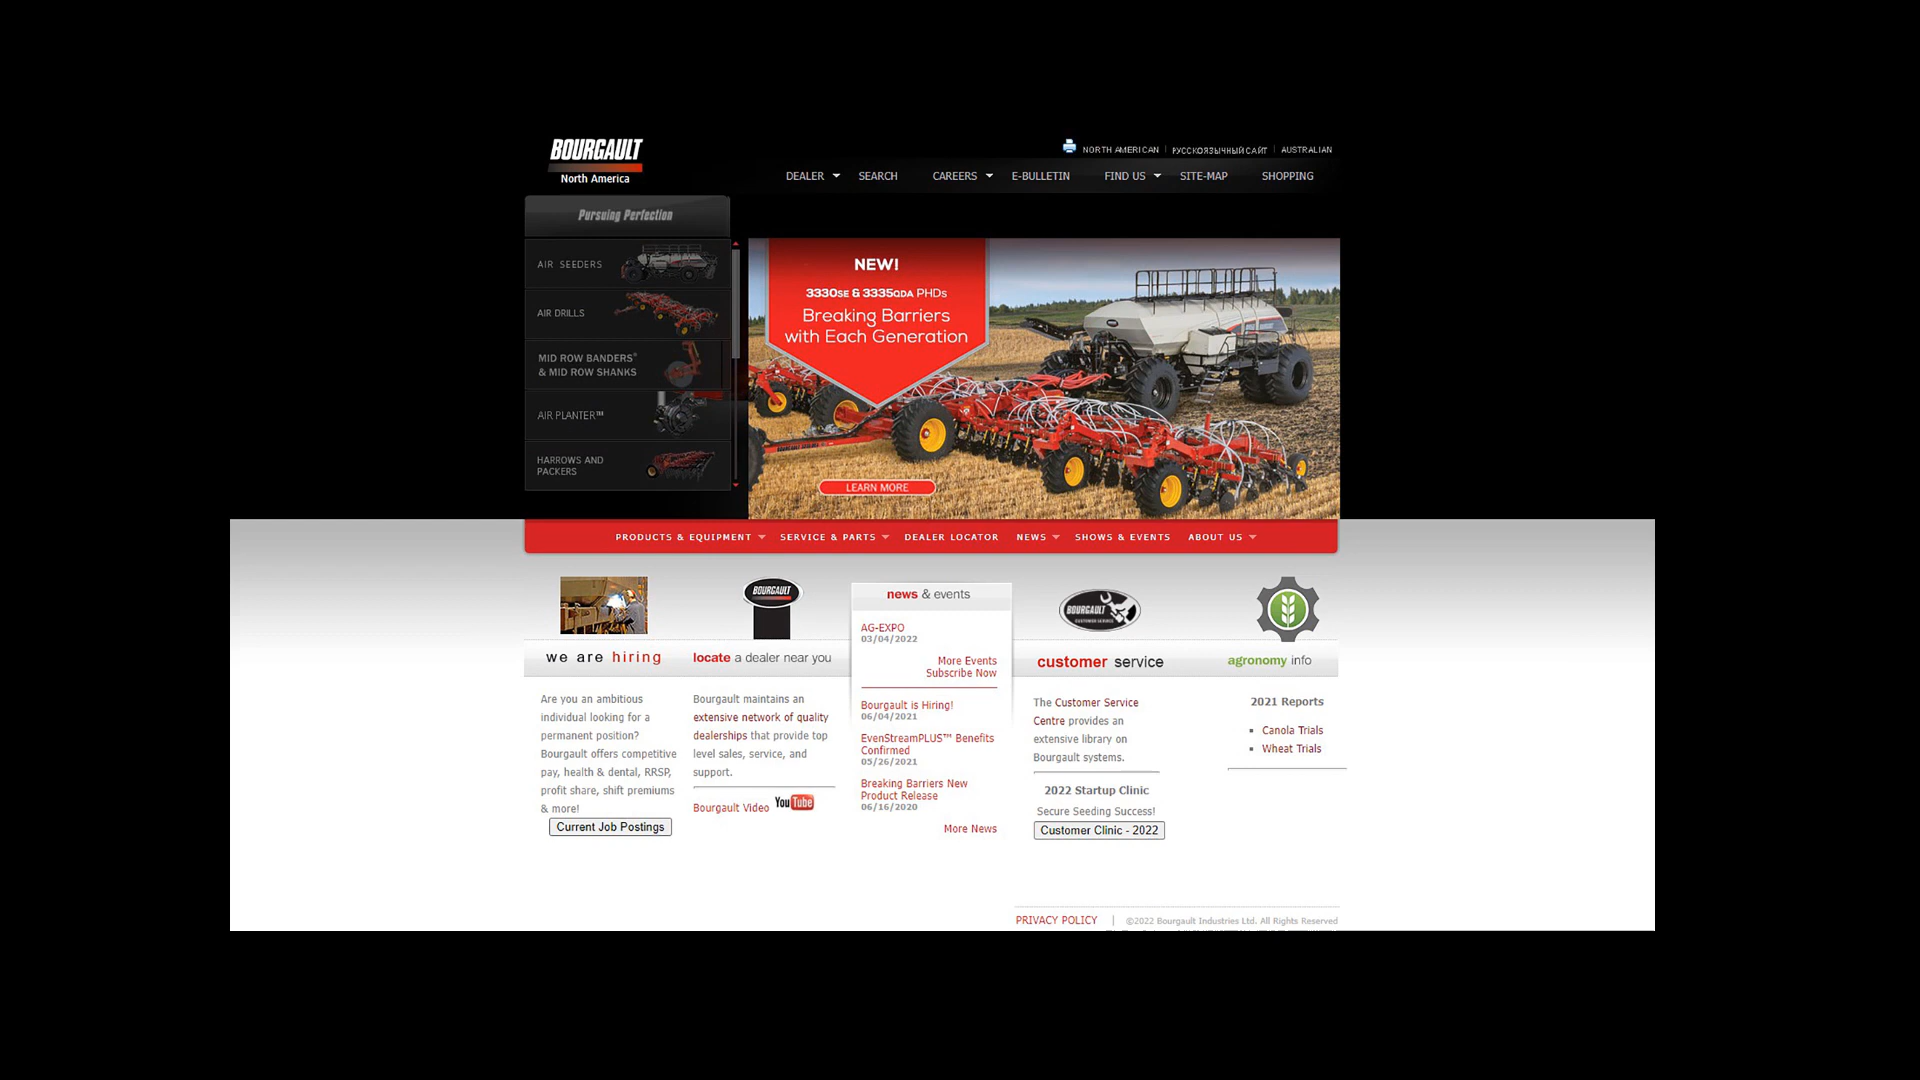 BOURGAULT
North America
NORTH AMERICAN | РУССКОЯЗЫЧНЫЙ САЙТ | AUSTRALIAN
DEALER SEARCH CAREERS E-BULLETIN FIND US SITE-MAP SHOPPING
Pursuing Perfection
AIR SEEDERS
AIR DRILLS
MID ROW BANDERS®
& MID ROW SHANKS
AIR PLANTER™
HARROWS AND
PACKERS
NEW!
3330SE & 3335QDA PHDs
Breaking Barriers
with Each Generation
LEARN MORE
PRODUCTS & EQUIPMENT SERVICE & PARTS DEALER LOCATOR NEWS SHOWS & EVENTS ABOUT US
we are hiring
Are you an ambitious
individual looking for a
permanent position?
Bourgault offers competitive
pay, health & dental, RRSP,
profit share, shift premiums
& more!
Current Job Postings
BOURGAULT
locate a dealer near you
Bourgault maintains an
extensive network of quality
dealerships that provide top
level sales, service, and
support.
Bourgault Video YouTube
news & events
AG-EXPO
03/04/2022
More Events
Subscribe Now
Bourgault is Hiring!
06/04/2021
EvenStreamPLUS™ Benefits
Confirmed
05/26/2021
Breaking Barriers New
Product Release
06/16/2020
More News
BOURGAULT
CUSTOMER SERVICE
customer service
The Customer Service
Centre provides an
extensive library on
Bourgault systems.
2022 Startup Clinic
Secure Seeding Success!
Customer Clinic - 2022
agronomy info
2021 Reports
Canola Trials
Wheat Trials
PRIVACY POLICY | ©2022 Bourgault Industries Ltd. All Rights Reserved